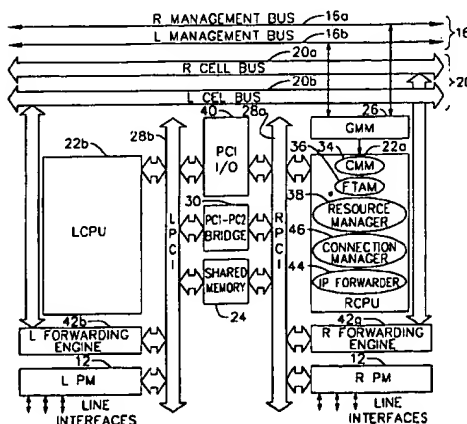 R MANAGEMENT BUS 16a
L MANAGEMENT BUS 16b
16
20a
R CELL BUS
20b
20
L CEL BUS
40
28b
28a
26
GMM
22b
PCI
I/O
36
34
22a
CMM
FTAM
30
38
LCPU
LPCI
PC1-PC2
BRIDGE
RPCI
RESOURCE
MANAGER
46
CONNECTION
MANAGER
SHARED
MEMORY
44
IP FORWARDER
24
RCPU
42b
42a
L FORWARDING
ENGINE
R FORWARDING
ENGINE
12
12
L PM
R PM
LINE
INTERFACES
LINE
INTERFACES